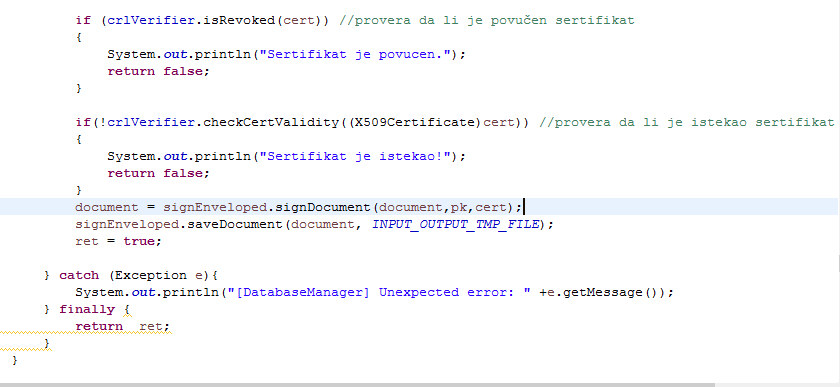 if (crlVerifier.isRevoked(cert)) //provera da li je povučen sertifikat
{
System.out.println("Sertifikat je povucen.");
return false;
}
if(!crlVerifier.checkCertValidity((X509Certificate)cert)) //provera da li je istekao sertifikat
{
System.out.println("Sertifikat je istekao!");
return false;
}
document = signEnveloped.signDocument(document,pk,cert);
signEnveloped.saveDocument(document, INPUT_OUTPUT_TMP_FILE);
ret = true;
} catch (Exception e){
System.out.println("[DatabaseManager] Unexpected error: " +e.getMessage());
} finally {
return  ret;
}
}